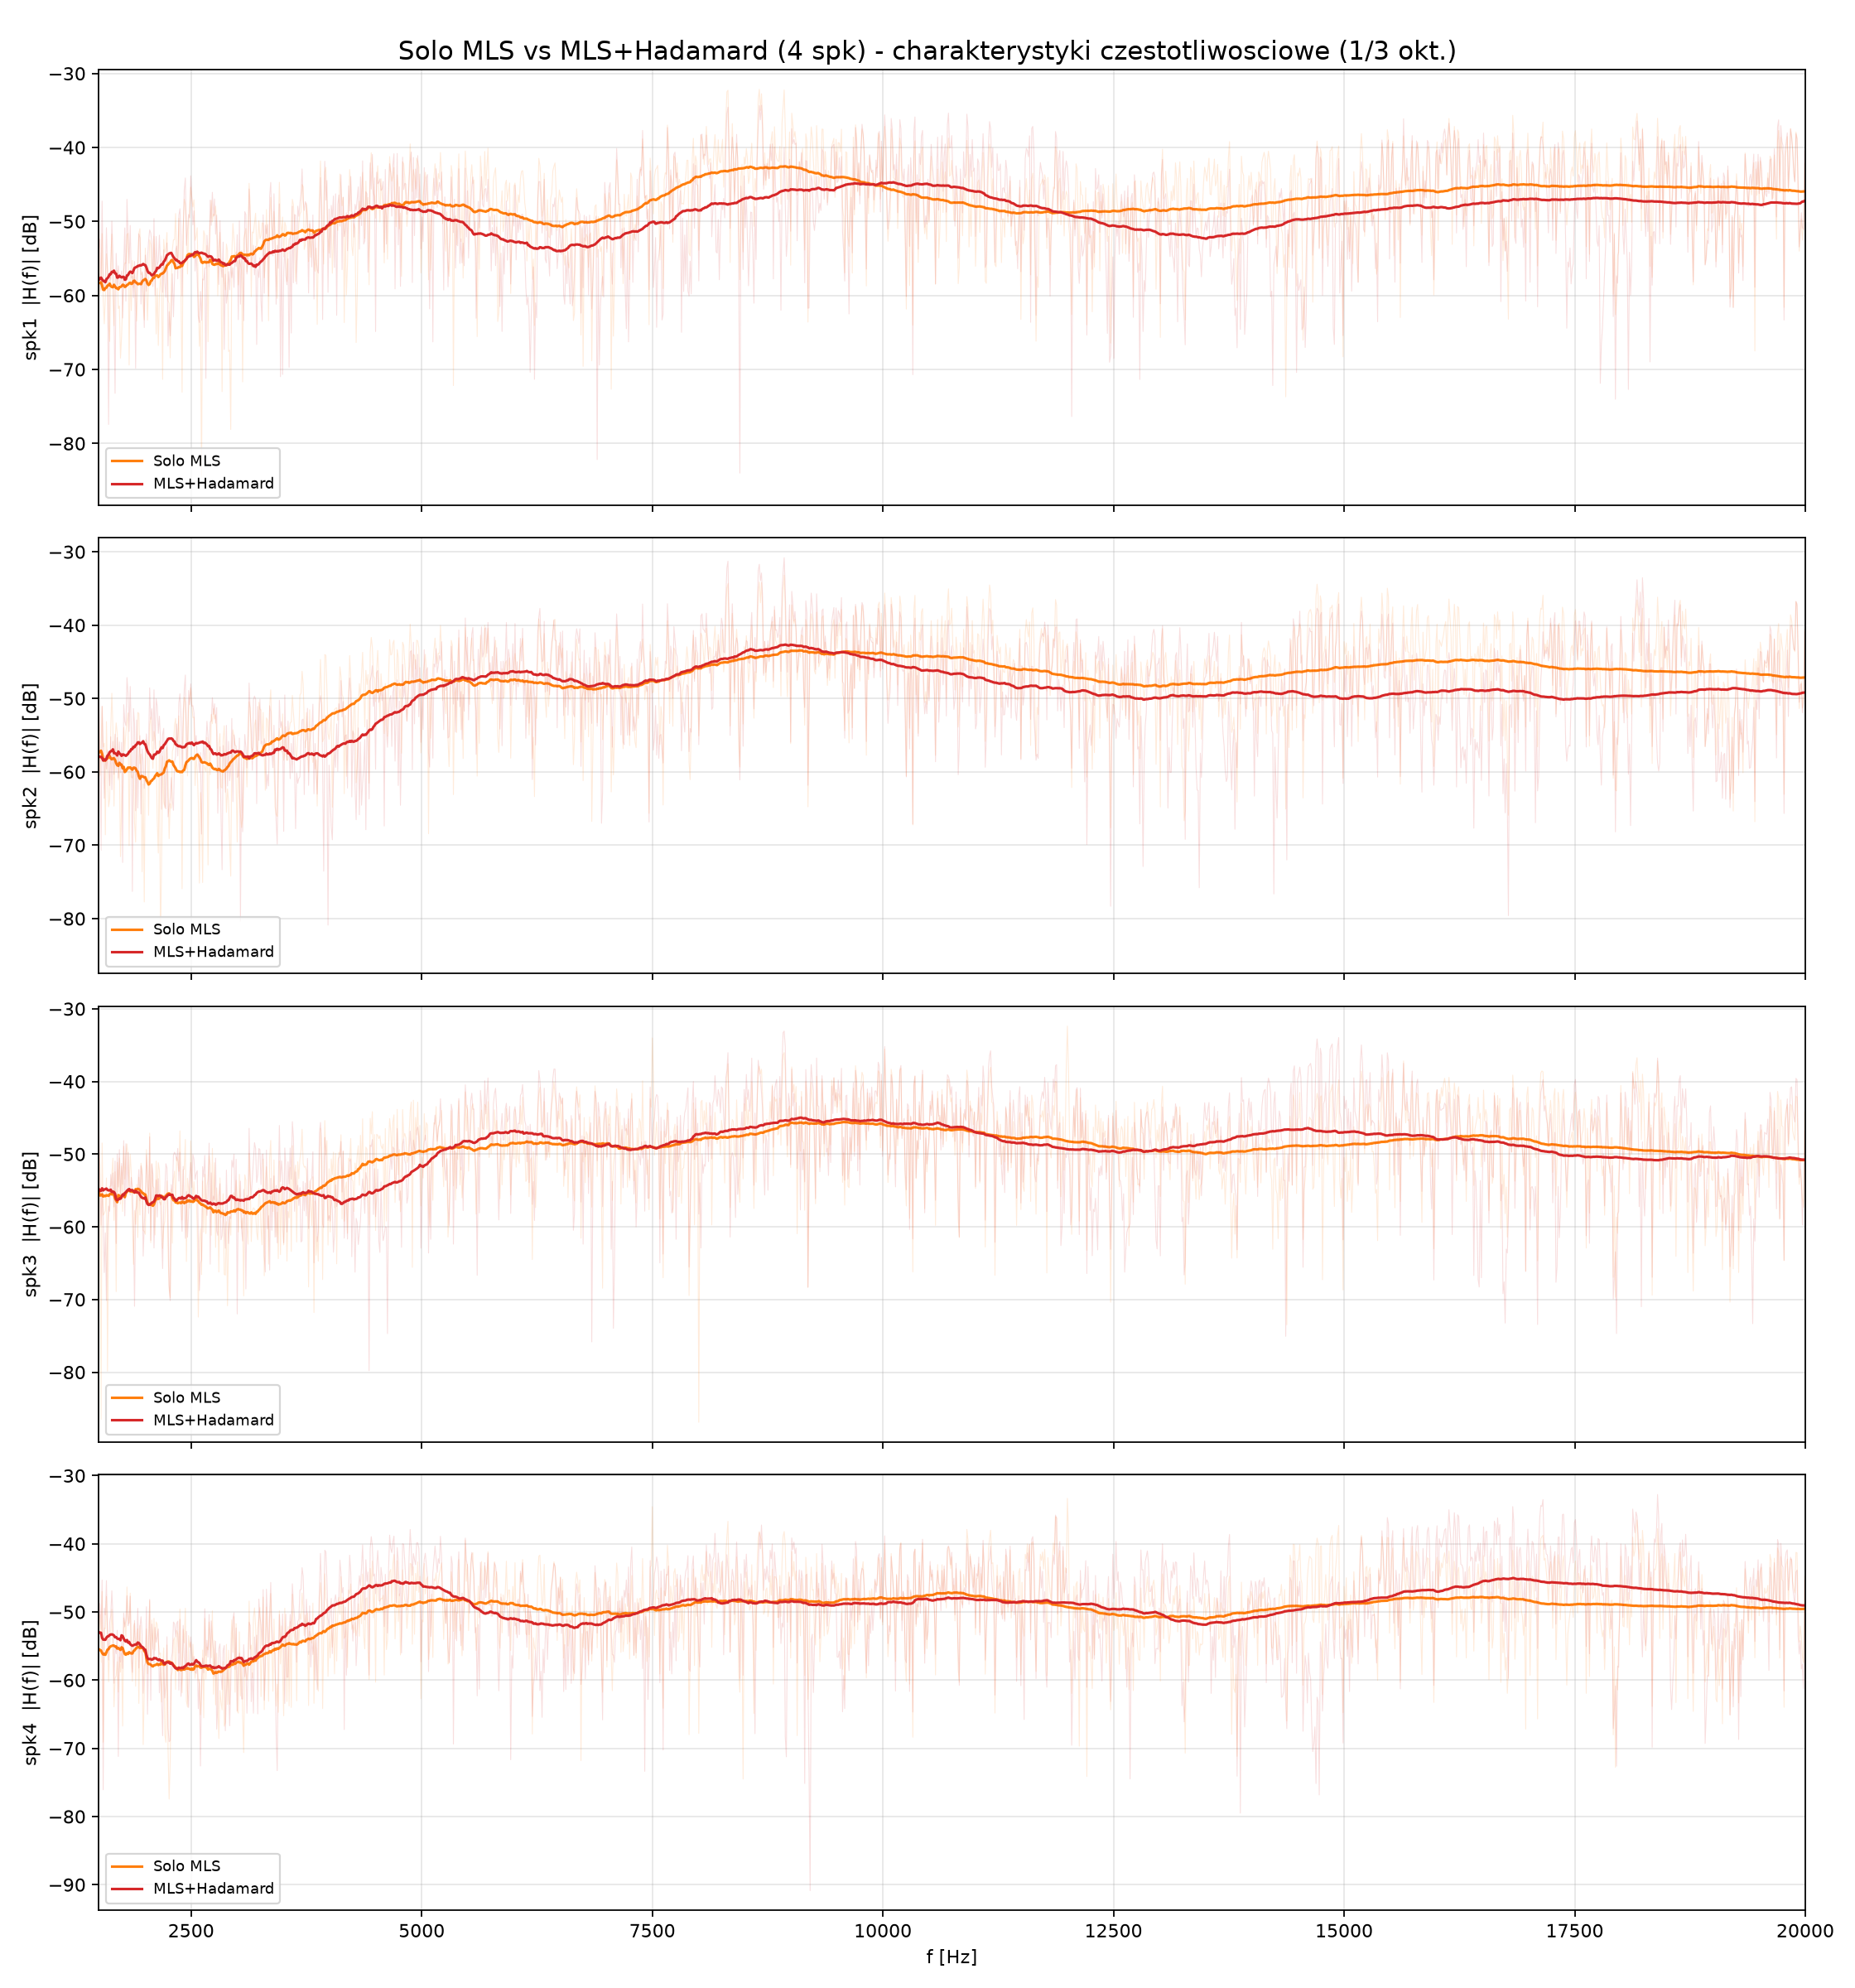 Solo MLS vs MLS+Hadamard (4 spk) - charakterystyki czestotliwosciowe (1/3 okt.)
−30
−40
−50
−60
−70
−80
spk1 |H(f)| [dB]
Solo MLS
MLS+Hadamard
−30
−40
−50
−60
−70
−80
spk2 |H(f)| [dB]
Solo MLS
MLS+Hadamard
−30
−40
−50
−60
−70
−80
spk3 |H(f)| [dB]
Solo MLS
MLS+Hadamard
−30
−40
−50
−60
−70
−80
−90
spk4 |H(f)| [dB]
Solo MLS
MLS+Hadamard
2500 5000 7500 10000 12500 15000 17500 20000
f [Hz]